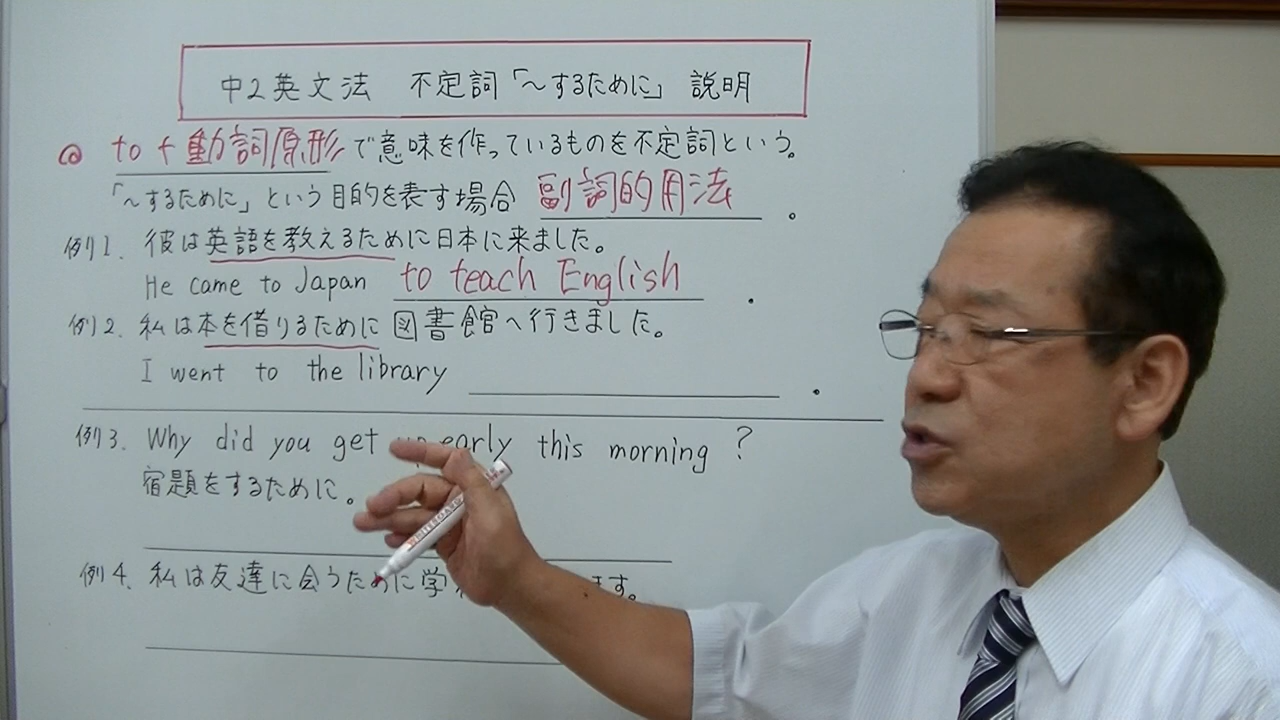 中2英文法 不定詞「～するために」 説明
◎ to + 動詞原形で意味を作っているものを不定詞という。
「～するために」という目的を表す場合 副詞的用法 。
例1. 彼は英語を教えるために日本に来ました。
He came to Japan to teach English .
例2. 私は本を借りるために図書館へ行きました。
I went to the library .
例3. Why did you get early this morning ?
宿題をするために。
例4. 私は友達に会うために学 ます。